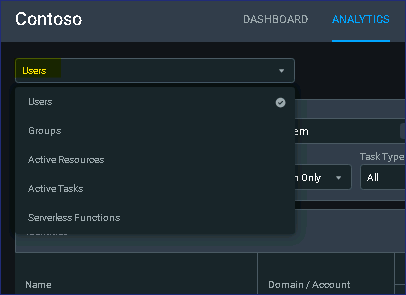 Contoso
DASHBOARD
ANALYTICS
Users
Users
Groups
Active Resources
Active Tasks
Serverless Functions
Only
Task Type
All
Name
Domain / Account